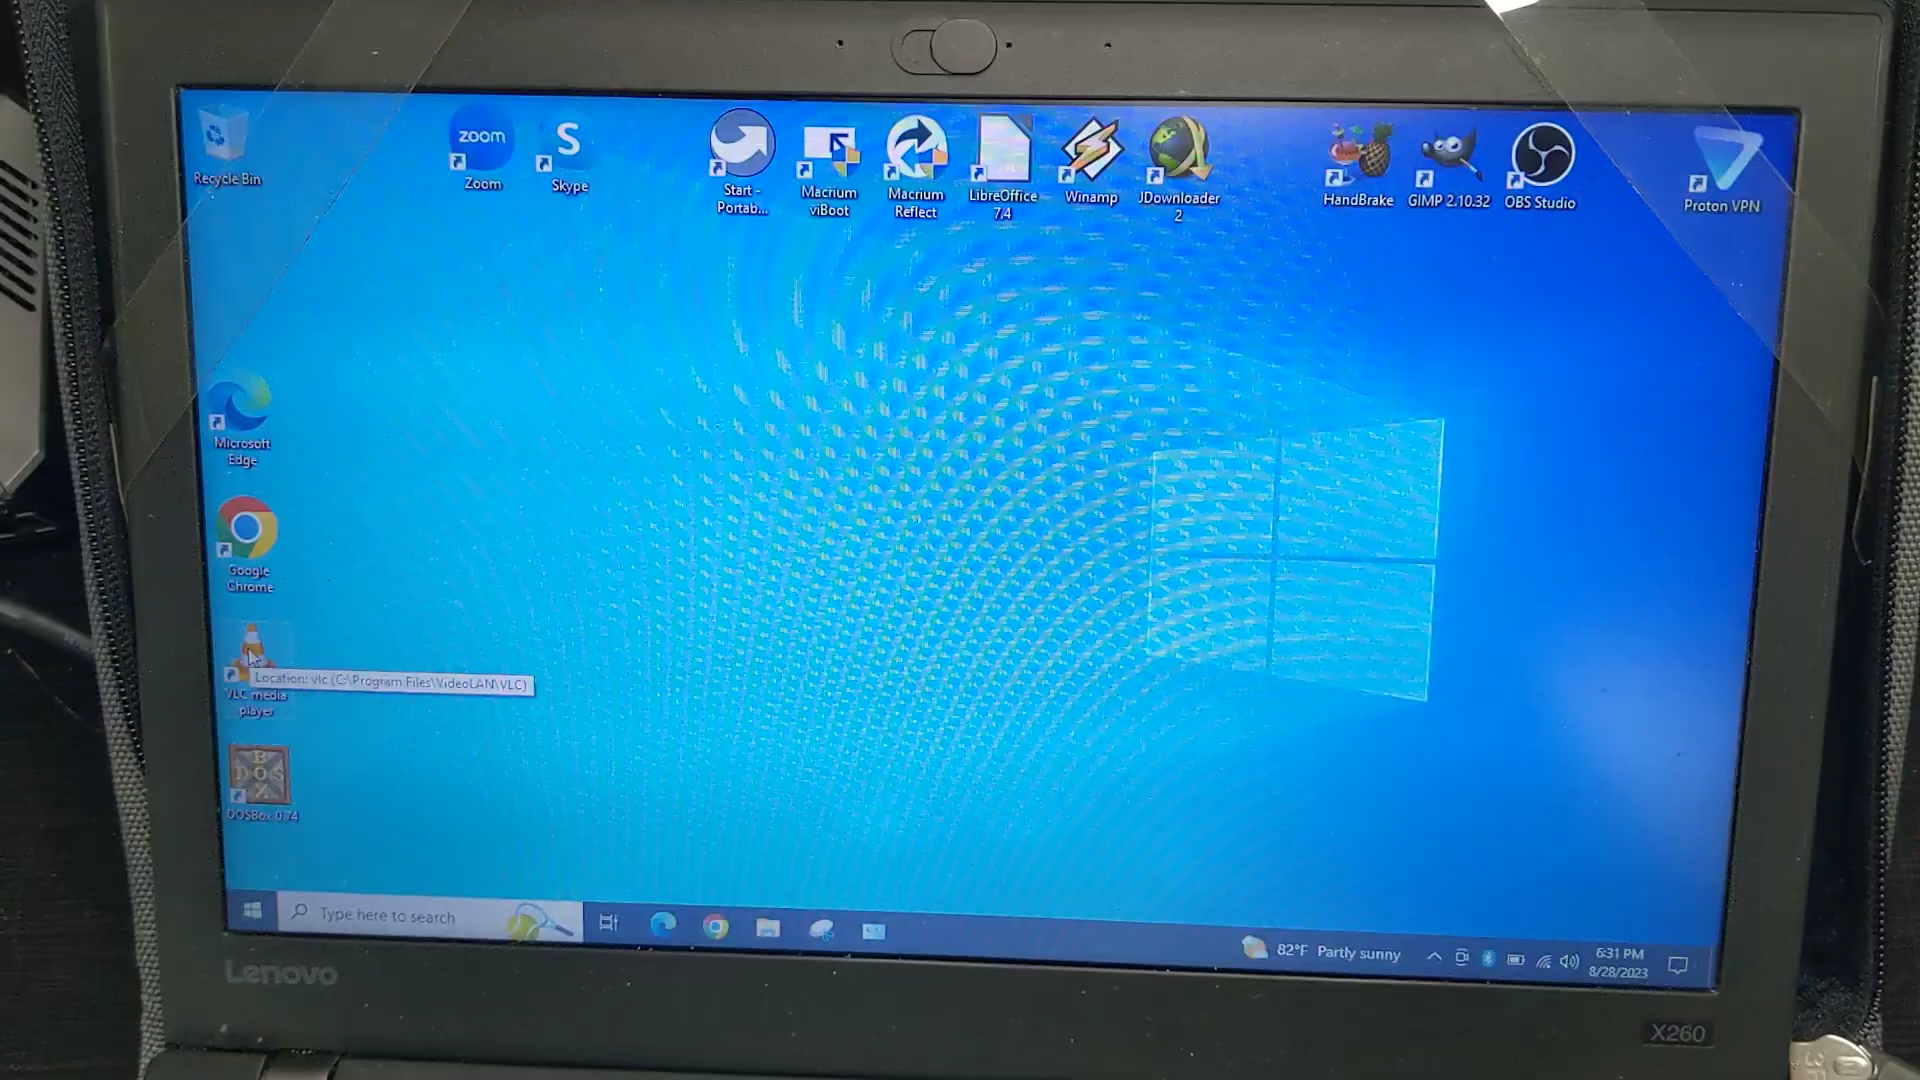 Recycle Bin
zoom
Zoom
S
Skype
Start -
Portab...
Macrium
viBoot
Macrium
Reflect
LibreOffice
7.4
Winamp
JDownloader
2
HandBrake
GIMP 2.10.32
OBS Studio
Proton VPN
Microsoft
Edge
Google
Chrome
Location: vlc (C:\Program Files\VideoLAN\VLC)
VLC media
player
DOSBox 0.74
Type here to search
82°F Partly sunny
6:31 PM
8/28/2023
Lenovo
X260